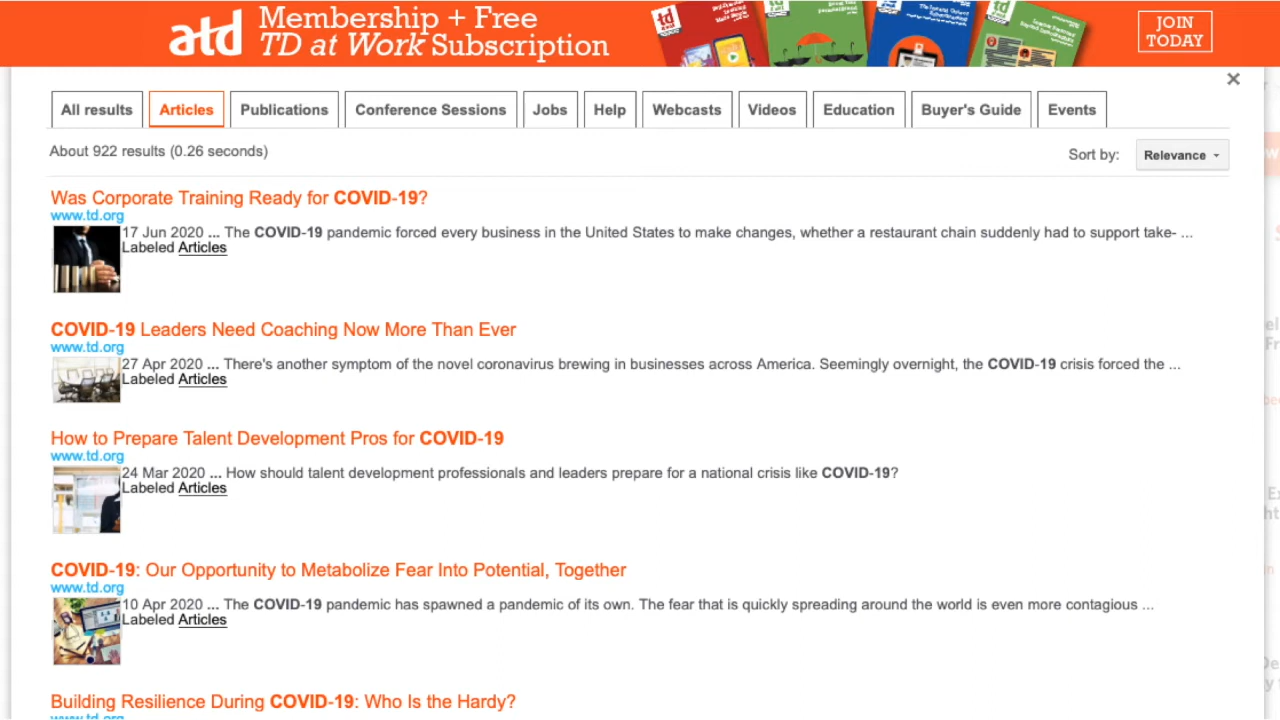 atd
Membership + Free
TD at Work Subscription
JOIN
TODAY
All results
Articles
Publications
Conference Sessions
Jobs
Help
Webcasts
Videos
Education
Buyer's Guide
Events
About 922 results (0.26 seconds)
Sort by:
Relevance
Was Corporate Training Ready for COVID-19?
www.td.org
17 Jun 2020 ... The COVID-19 pandemic forced every business in the United States to make changes, whether a restaurant chain suddenly had to support take- ...
Labeled Articles
COVID-19 Leaders Need Coaching Now More Than Ever
www.td.org
27 Apr 2020 ... There's another symptom of the novel coronavirus brewing in businesses across America. Seemingly overnight, the COVID-19 crisis forced the ...
Labeled Articles
How to Prepare Talent Development Pros for COVID-19
www.td.org
24 Mar 2020 ... How should talent development professionals and leaders prepare for a national crisis like COVID-19?
Labeled Articles
COVID-19: Our Opportunity to Metabolize Fear Into Potential, Together
www.td.org
10 Apr 2020 ... The COVID-19 pandemic has spawned a pandemic of its own. The fear that is quickly spreading around the world is even more contagious ...
Labeled Articles
Building Resilience During COVID-19: Who Is the Hardy?
www.td.org